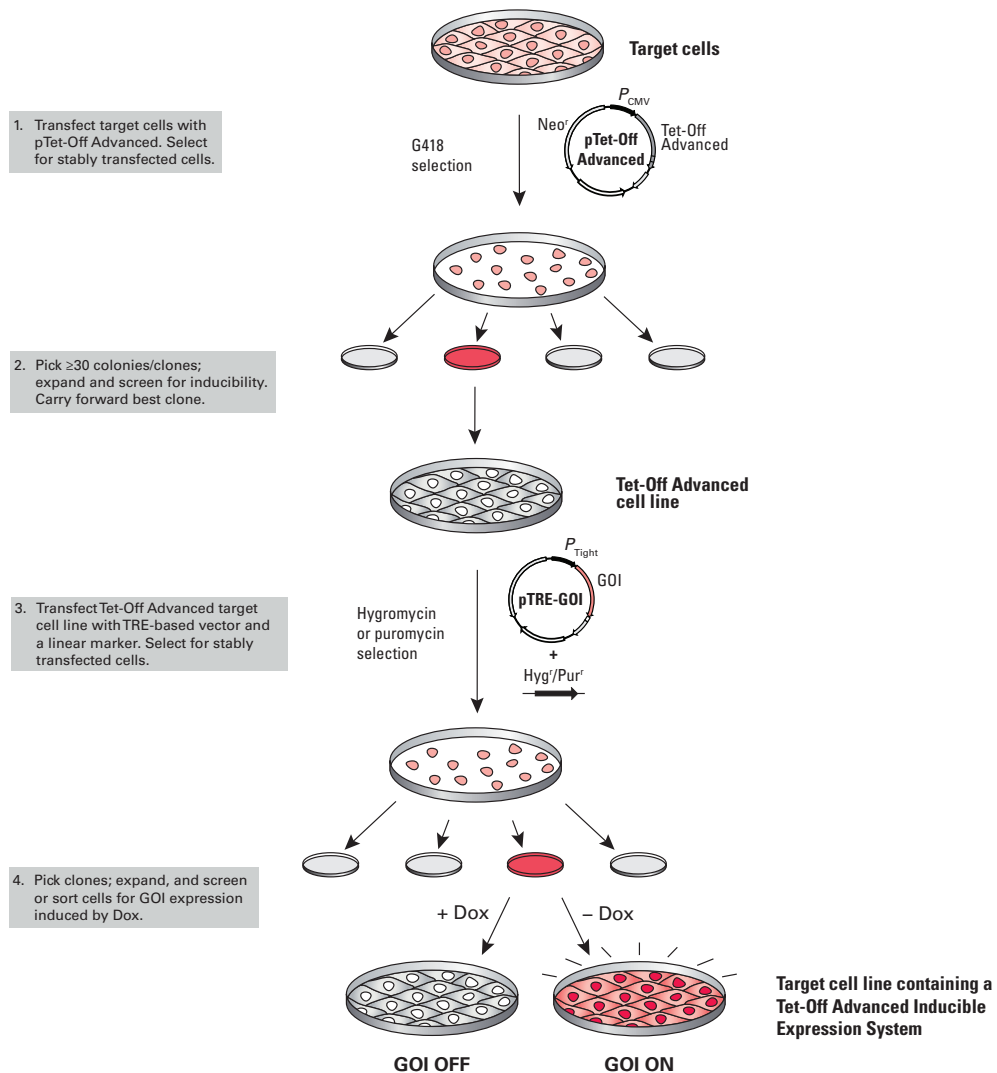 Target cells
1. Transfect target cells with
pTet-Off Advanced. Select
for stably transfected cells.
G418
selection
PCMV
Neoʳ
pTet-Off
Advanced
Tet-Off
Advanced
2. Pick ≥30 colonies/clones;
expand and screen for inducibility.
Carry forward best clone.
Tet-Off Advanced
cell line
3. Transfect Tet-Off Advanced target
cell line with TRE-based vector and
a linear marker. Select for stably
transfected cells.
Hygromycin
or puromycin
selection
PTight
GOI
pTRE-GOI
+
Hygʳ/Purʳ
4. Pick clones; expand, and screen
or sort cells for GOI expression
induced by Dox.
+ Dox
– Dox
Target cell line containing a
Tet-Off Advanced Inducible
Expression System
GOI OFF
GOI ON